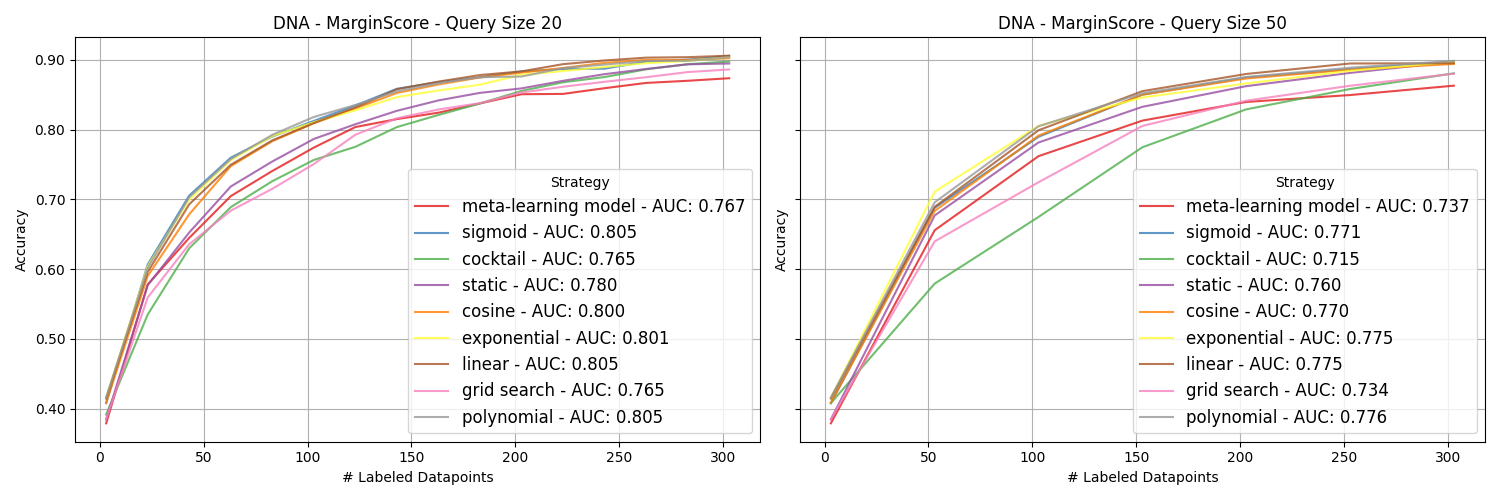 DNA - MarginScore - Query Size 20
0.90
0.80
0.70
0.60
0.50
0.40
Accuracy
0
50
100
150
200
250
300
# Labeled Datapoints
Strategy
meta-learning model - AUC: 0.767
sigmoid - AUC: 0.805
cocktail - AUC: 0.765
static - AUC: 0.780
cosine - AUC: 0.800
exponential - AUC: 0.801
linear - AUC: 0.805
grid search - AUC: 0.765
polynomial - AUC: 0.805
DNA - MarginScore - Query Size 50
Accuracy
0
50
100
150
200
250
300
# Labeled Datapoints
Strategy
meta-learning model - AUC: 0.737
sigmoid - AUC: 0.771
cocktail - AUC: 0.715
static - AUC: 0.760
cosine - AUC: 0.770
exponential - AUC: 0.775
linear - AUC: 0.775
grid search - AUC: 0.734
polynomial - AUC: 0.776